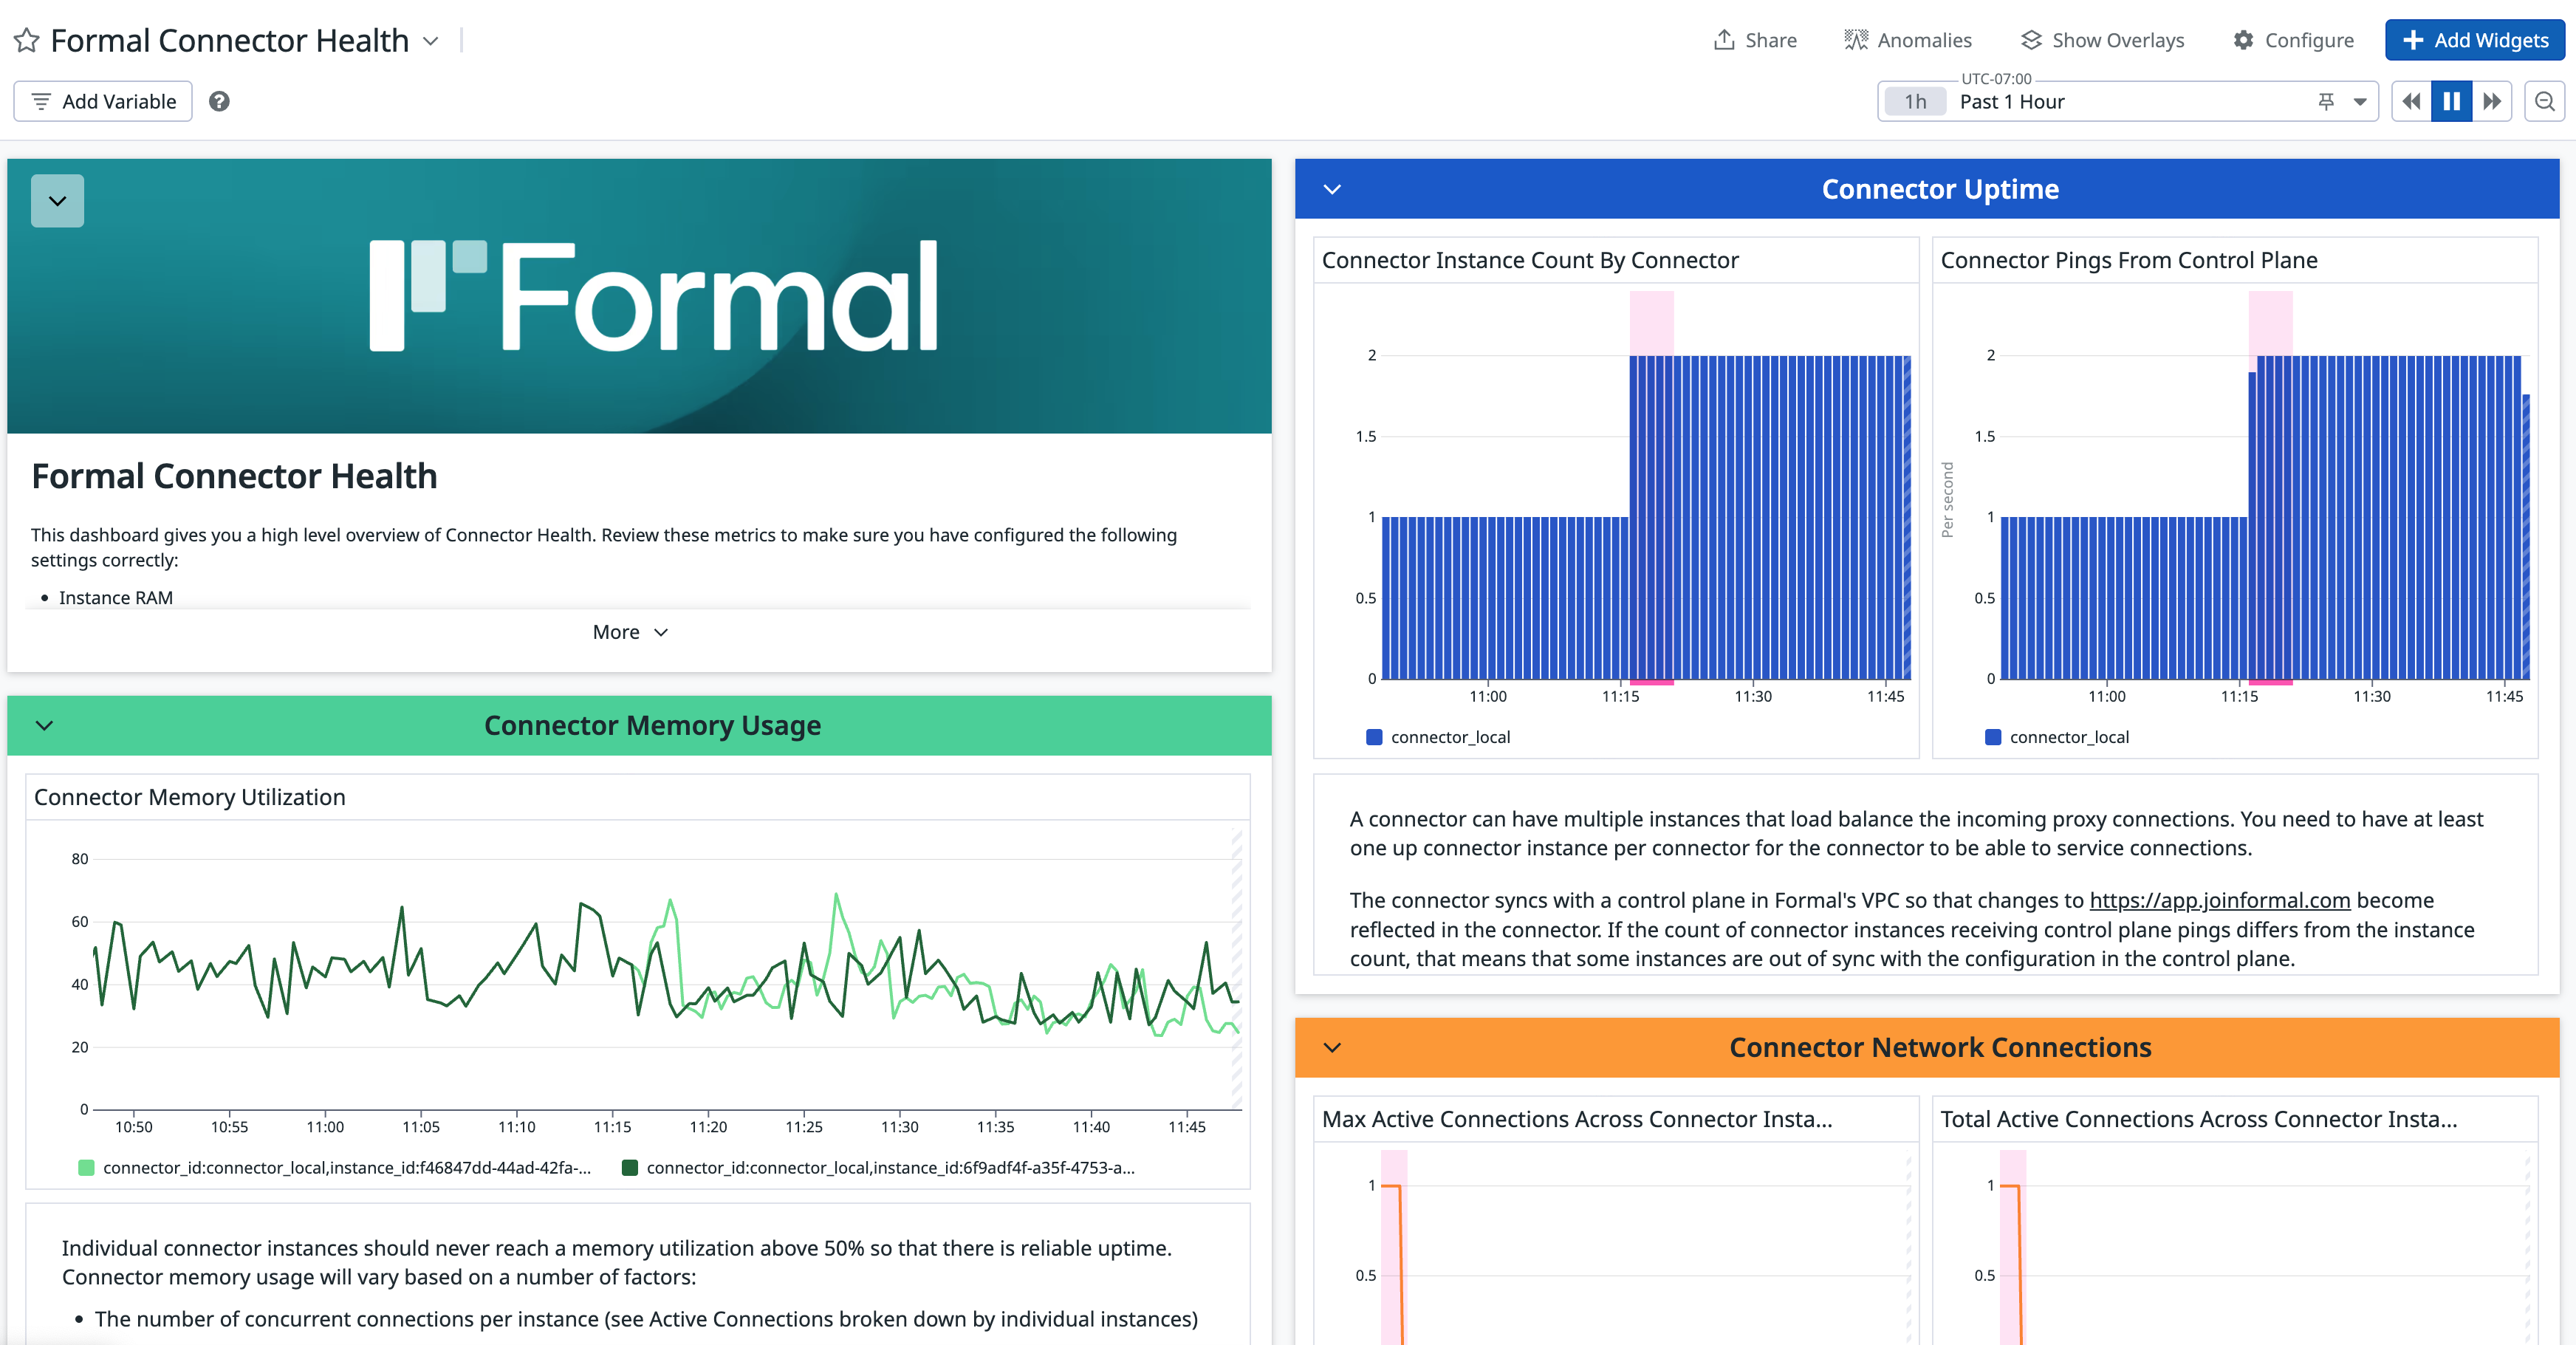 Formal Connector Health
Share
Anomalies
Show Overlays
Configure
Add Widgets
Add Variable
UTC-07:00
1h
Past 1 Hour
Formal
Formal Connector Health
This dashboard gives you a high level overview of Connector Health. Review these metrics to make sure you have configured the following
settings correctly:
• Instance RAM
More
Connector Memory Usage
Connector Memory Utilization
80
60
40
20
0
10:50 10:55 11:00 11:05 11:10 11:15 11:20 11:25 11:30 11:35 11:40 11:45
connector_id:connector_local,instance_id:f46847dd-44ad-42fa-...
connector_id:connector_local,instance_id:6f9adf4f-a35f-4753-a...
Individual connector instances should never reach a memory utilization above 50% so that there is reliable uptime.
Connector memory usage will vary based on a number of factors:
• The number of concurrent connections per instance (see Active Connections broken down by individual instances)
Connector Uptime
Connector Instance Count By Connector
2
1.5
1
0.5
0
11:00 11:15 11:30 11:45
connector_local
Connector Pings From Control Plane
Per second
2
1.5
1
0.5
0
11:00 11:15 11:30 11:45
connector_local
A connector can have multiple instances that load balance the incoming proxy connections. You need to have at least
one up connector instance per connector for the connector to be able to service connections.
The connector syncs with a control plane in Formal's VPC so that changes to https://app.joinformal.com become
reflected in the connector. If the count of connector instances receiving control plane pings differs from the instance
count, that means that some instances are out of sync with the configuration in the control plane.
Connector Network Connections
Max Active Connections Across Connector Insta...
1
0.5
Total Active Connections Across Connector Insta...
1
0.5